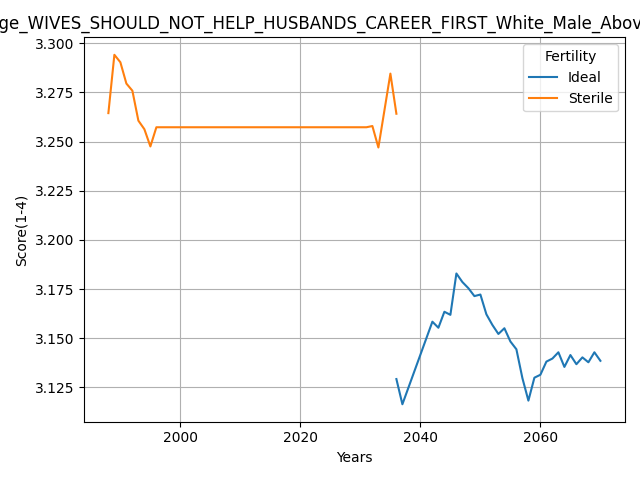 ge_WIVES_SHOULD_NOT_HELP_HUSBANDS_CAREER_FIRST_White_Male_Abov
Fertility
Ideal
Sterile
3.300
3.275
3.250
3.225
3.200
3.175
3.150
3.125
Score(1-4)
2000 2020 2040 2060
Years